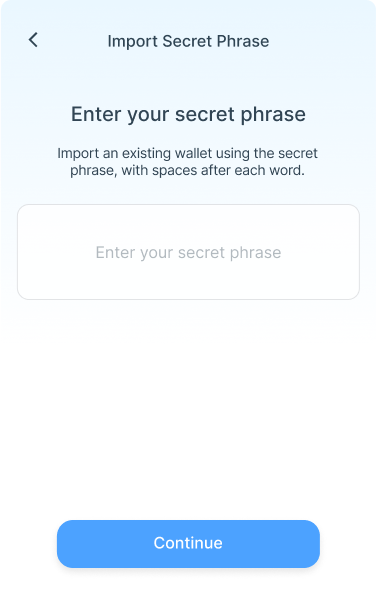 Import Secret Phrase
Enter your secret phrase
Import an existing wallet using the secret
phrase, with spaces after each word.
Enter your secret phrase
Continue